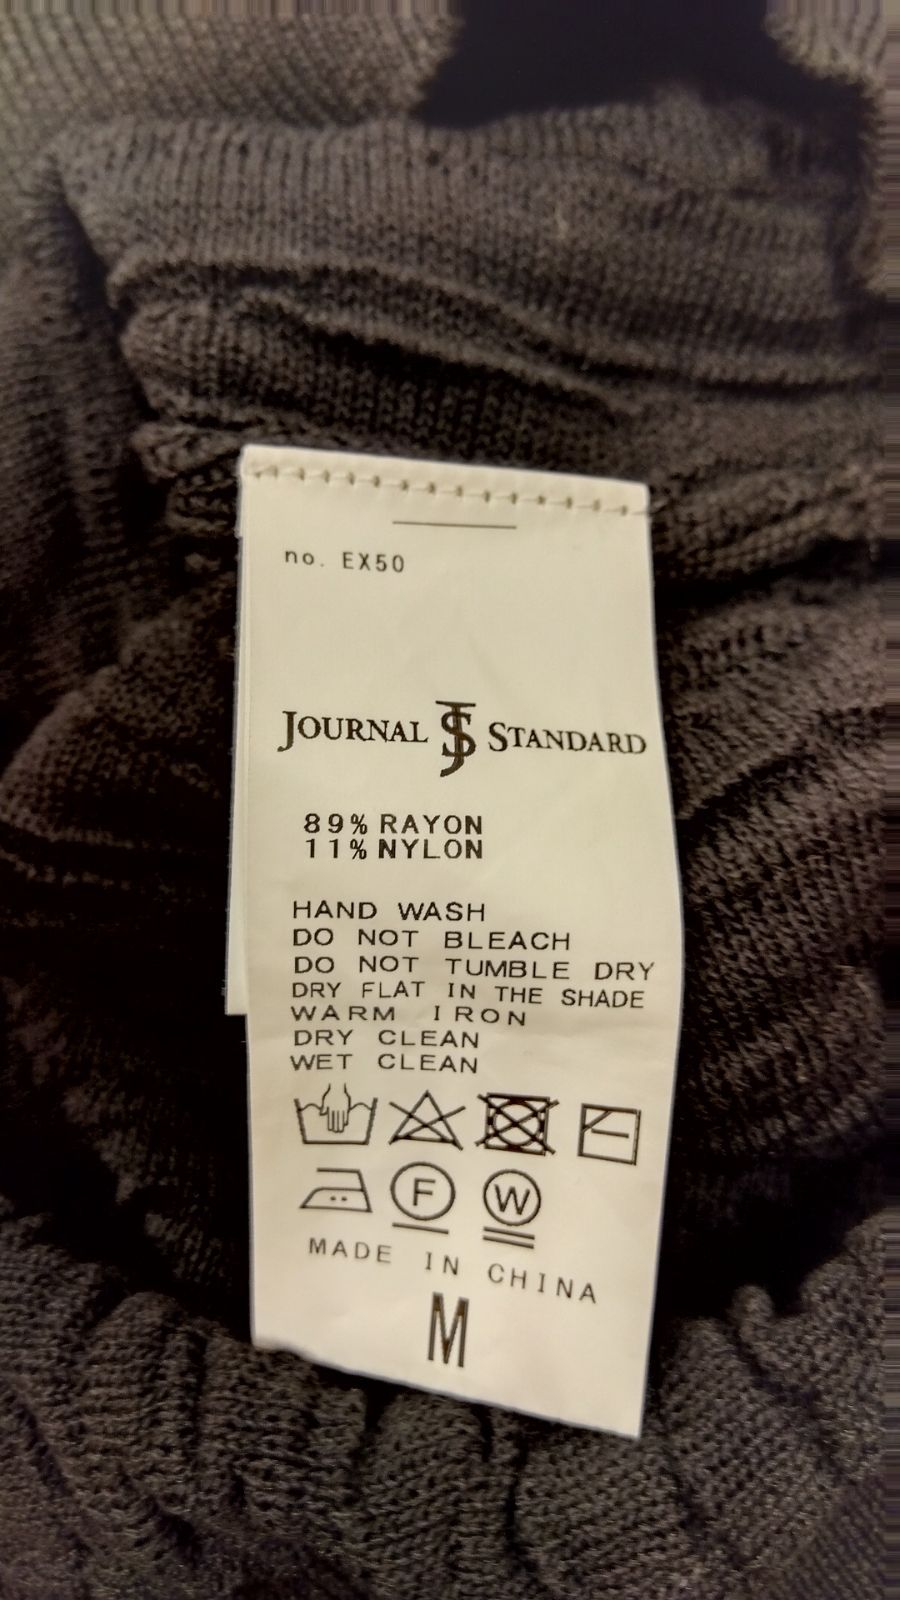 no. EX50
JOURNAL JS STANDARD
89% RAYON
11% NYLON
HAND WASH
DO NOT BLEACH
DO NOT TUMBLE DRY
DRY FLAT IN THE SHADE
WARM IRON
DRY CLEAN
WET CLEAN
F W
MADE IN CHINA
M